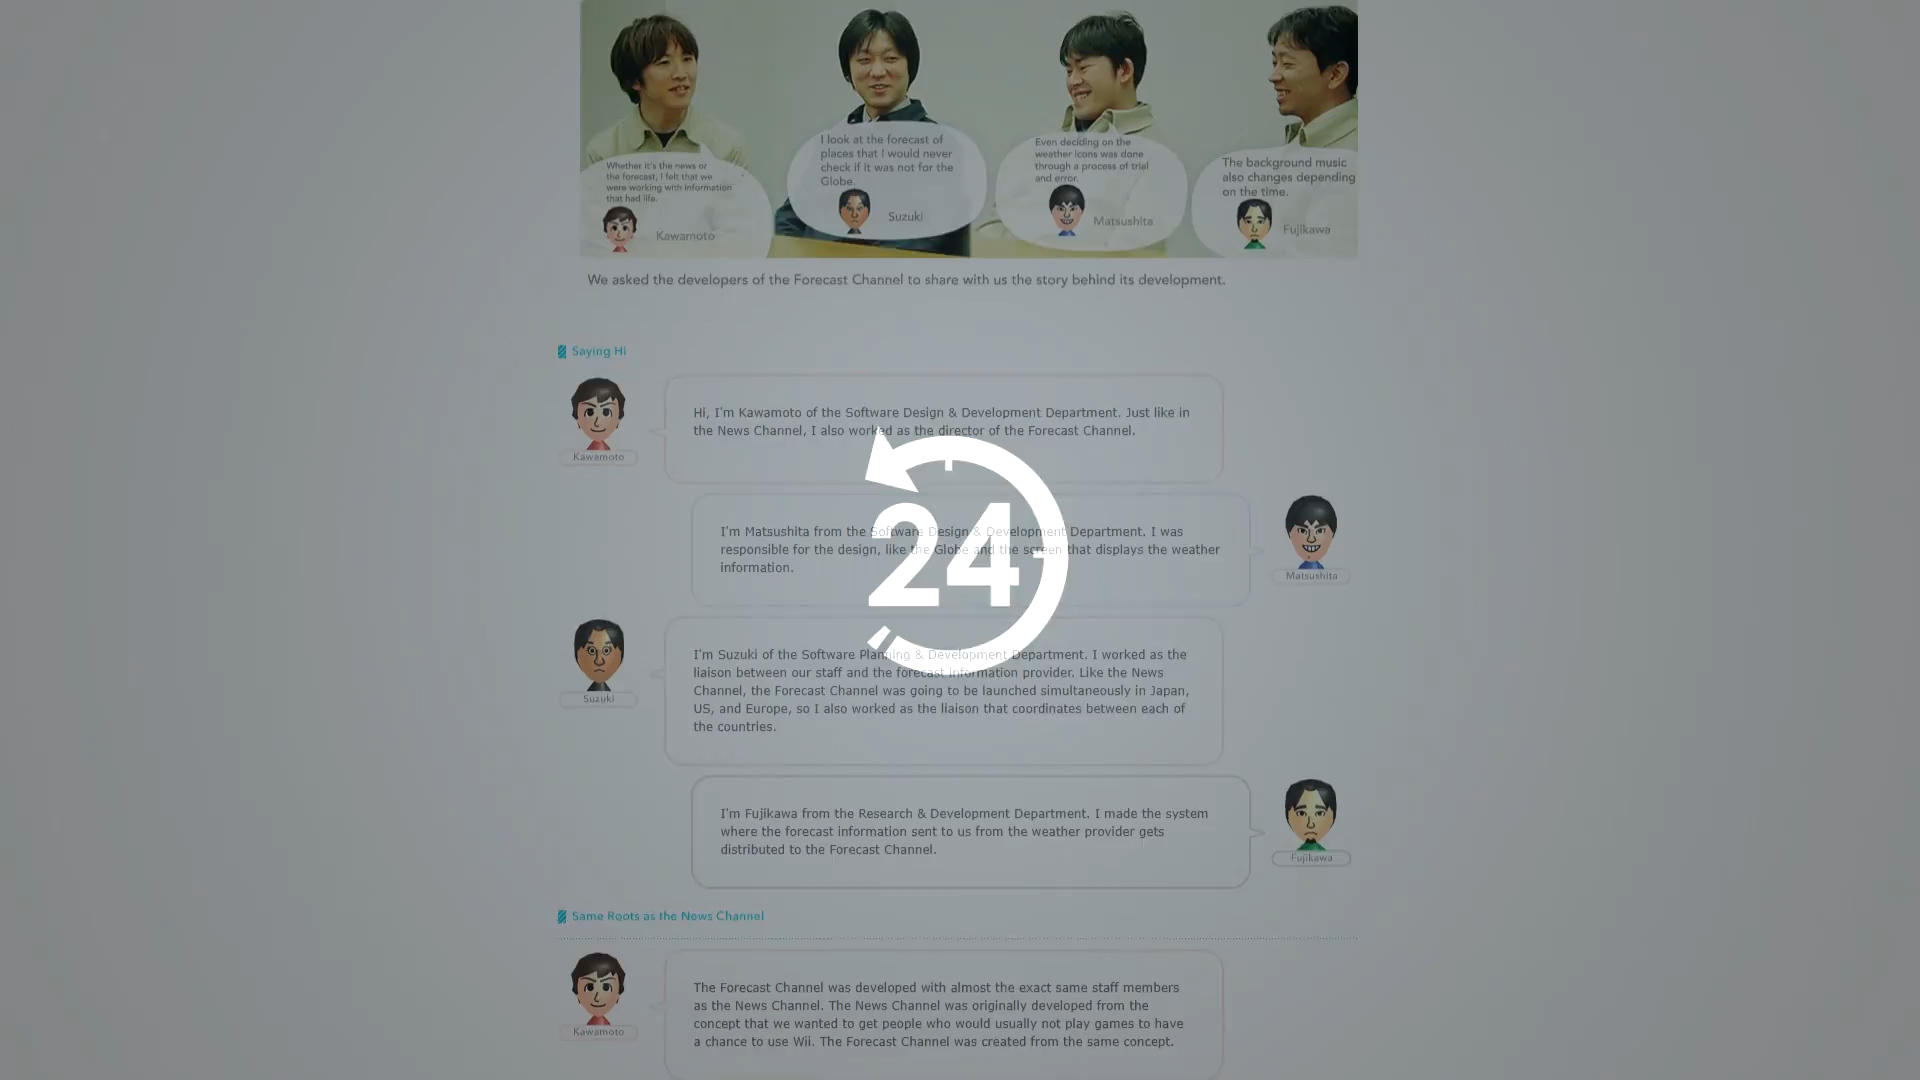 Whether it's the news or
the forecast, I felt that we
were working with information
that had life.
Kawamoto
I look at the forecast of
places that I would never
check if it was not for the
Globe.
Suzuki
Even deciding on the
weather icons was done
through a process of trial
and error.
Matsushita
The background music
also changes depending
on the time.
Fujikawa
We asked the developers of the Forecast Channel to share with us the story behind its development.
Saying Hi
Hi, I'm Kawamoto of the Software Design & Development Department. Just like in
the News Channel, I also worked as the director of the Forecast Channel.
Kawamoto
I'm Matsushita from the Software Design & Development Department. I was
responsible for the design, like the Globe and the screen that displays the weather
information.
Matsushita
24
I'm Suzuki of the Software Planning & Development Department. I worked as the
liaison between our staff and the forecast information provider. Like the News
Channel, the Forecast Channel was going to be launched simultaneously in Japan,
US, and Europe, so I also worked as the liaison that coordinates between each of
the countries.
Suzuki
I'm Fujikawa from the Research & Development Department. I made the system
where the forecast information sent to us from the weather provider gets
distributed to the Forecast Channel.
Fujikawa
Same Roots as the News Channel
The Forecast Channel was developed with almost the exact same staff members
as the News Channel. The News Channel was originally developed from the
concept that we wanted to get people who would usually not play games to have
a chance to use Wii. The Forecast Channel was created from the same concept.
Kawamoto